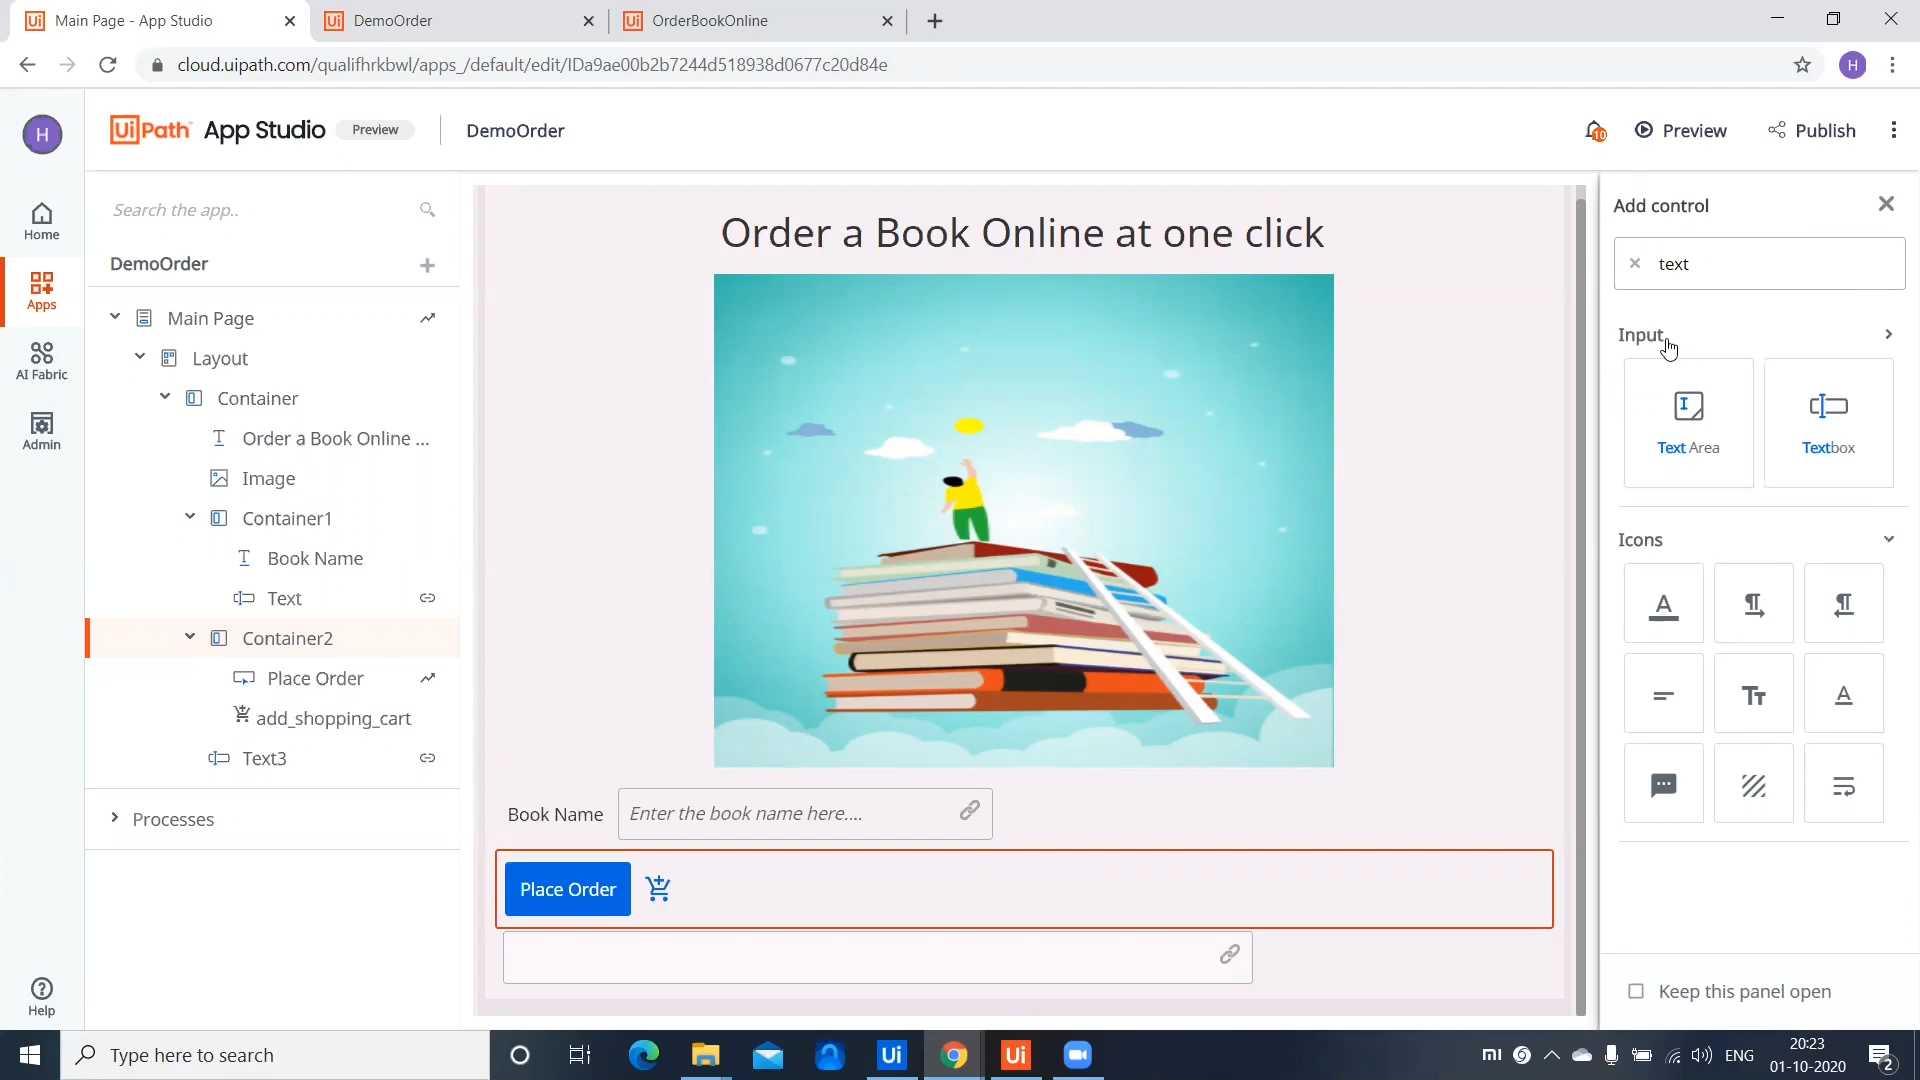 Main Page - App Studio
DemoOrder
OrderBookOnline
cloud.uipath.com/qualifhrkbwl/apps_/default/edit/IDa9ae00b2b7244d518938d0677c20d84e
H
H
UiPath App Studio Preview
DemoOrder
10
Preview
Publish
Home
Apps
AI Fabric
Admin
Help
Search the app..
DemoOrder
Main Page
Layout
Container
Order a Book Online ...
Image
Container1
Book Name
Text
Container2
Place Order
add_shopping_cart
Text3
Processes
Order a Book Online at one click
Book Name
Enter the book name here....
Place Order
Add control
text
Input
Text Area
Textbox
Icons
Keep this panel open
Type here to search
ENG
20:23
01-10-2020
2